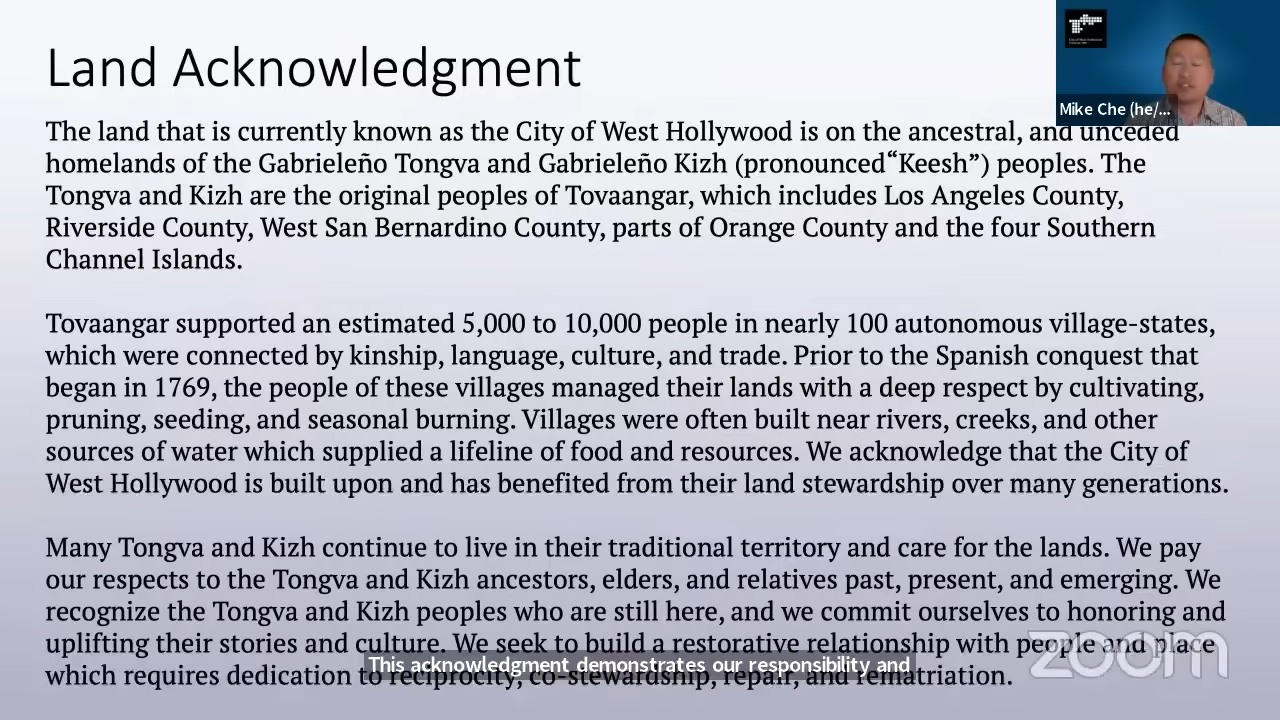 Land Acknowledgment
Mike Che (he/...
The land that is currently known as the City of West Hollywood is on the ancestral, and unceded
homelands of the Gabrieleño Tongva and Gabrieleño Kizh (pronounced“Keesh”) peoples. The
Tongva and Kizh are the original peoples of Tovaangar, which includes Los Angeles County,
Riverside County, West San Bernardino County, parts of Orange County and the four Southern
Channel Islands.
Tovaangar supported an estimated 5,000 to 10,000 people in nearly 100 autonomous village-states,
which were connected by kinship, language, culture, and trade. Prior to the Spanish conquest that
began in 1769, the people of these villages managed their lands with a deep respect by cultivating,
pruning, seeding, and seasonal burning. Villages were often built near rivers, creeks, and other
sources of water which supplied a lifeline of food and resources. We acknowledge that the City of
West Hollywood is built upon and has benefited from their land stewardship over many generations.
Many Tongva and Kizh continue to live in their traditional territory and care for the lands. We pay
our respects to the Tongva and Kizh ancestors, elders, and relatives past, present, and emerging. We
recognize the Tongva and Kizh peoples who are still here, and we commit ourselves to honoring and
uplifting their stories and culture. We seek to build a restorative relationship with people and place
which requires dedication to reciprocity, co-stewardship, repair, and rematriation.
This acknowledgment demonstrates our responsibility and
zoom